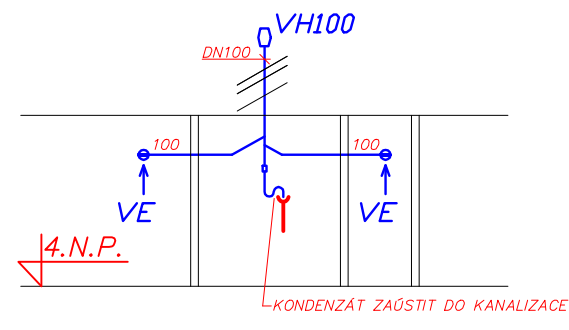 VH100
DN100
100
100
VE
VE
4.N.P.
KONDENZÁT ZAÚSTIT DO KANALIZACE